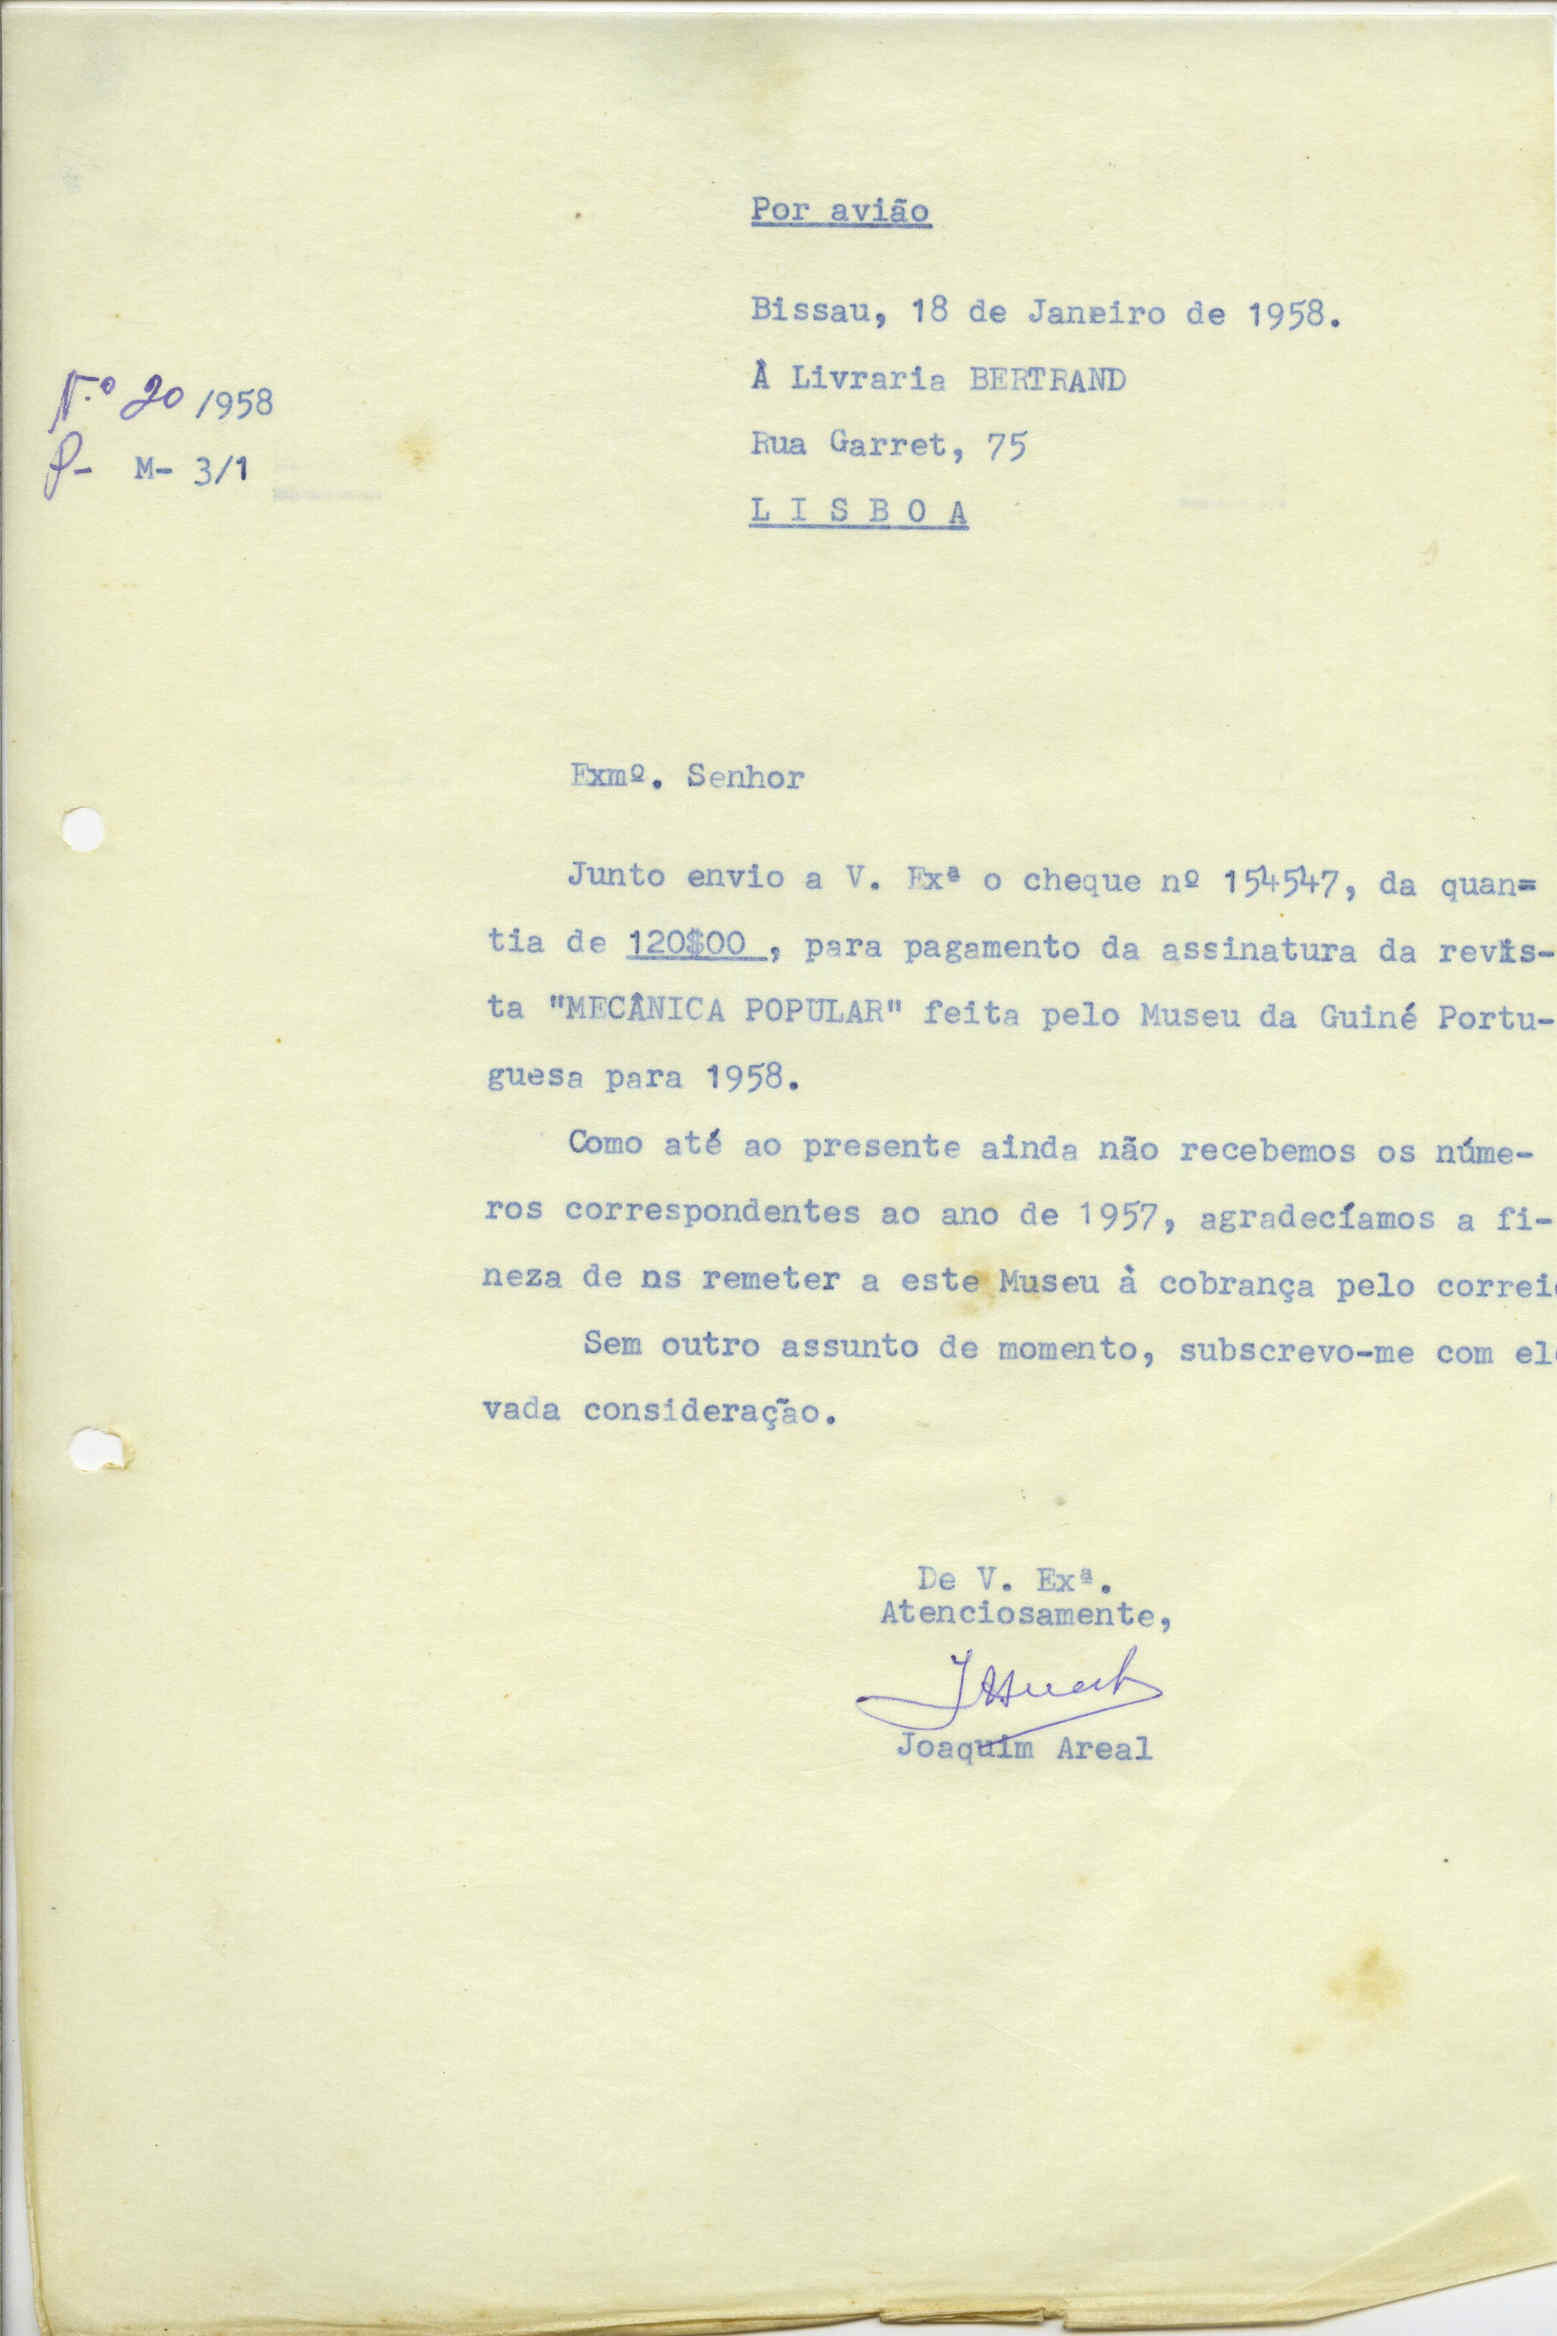 Por avião
Bissau, 18 de Janeiro de 1958.
N.º 20 /958
À Livraria BERTRAND
Rua Garret, 75
P- M- 3/1
L I S B O A
Exmº. Senhor
Junto envio a V. Exª o cheque nº 154547, da quan=
tia de 120$00 , para pagamento da assinatura da revis-
ta "MECÂNICA POPULAR" feita pelo Museu da Guiné Portu-
guesa para 1958.
Como até ao presente ainda não recebemos os núme-
ros correspondentes ao ano de 1957, agradecíamos a fi-
neza de ns remeter a este Museu à cobrança pelo correio
Sem outro assunto de momento, subscrevo-me com ele
vada consideração.
De V. Exª.
Atenciosamente,
Joaquim Areal